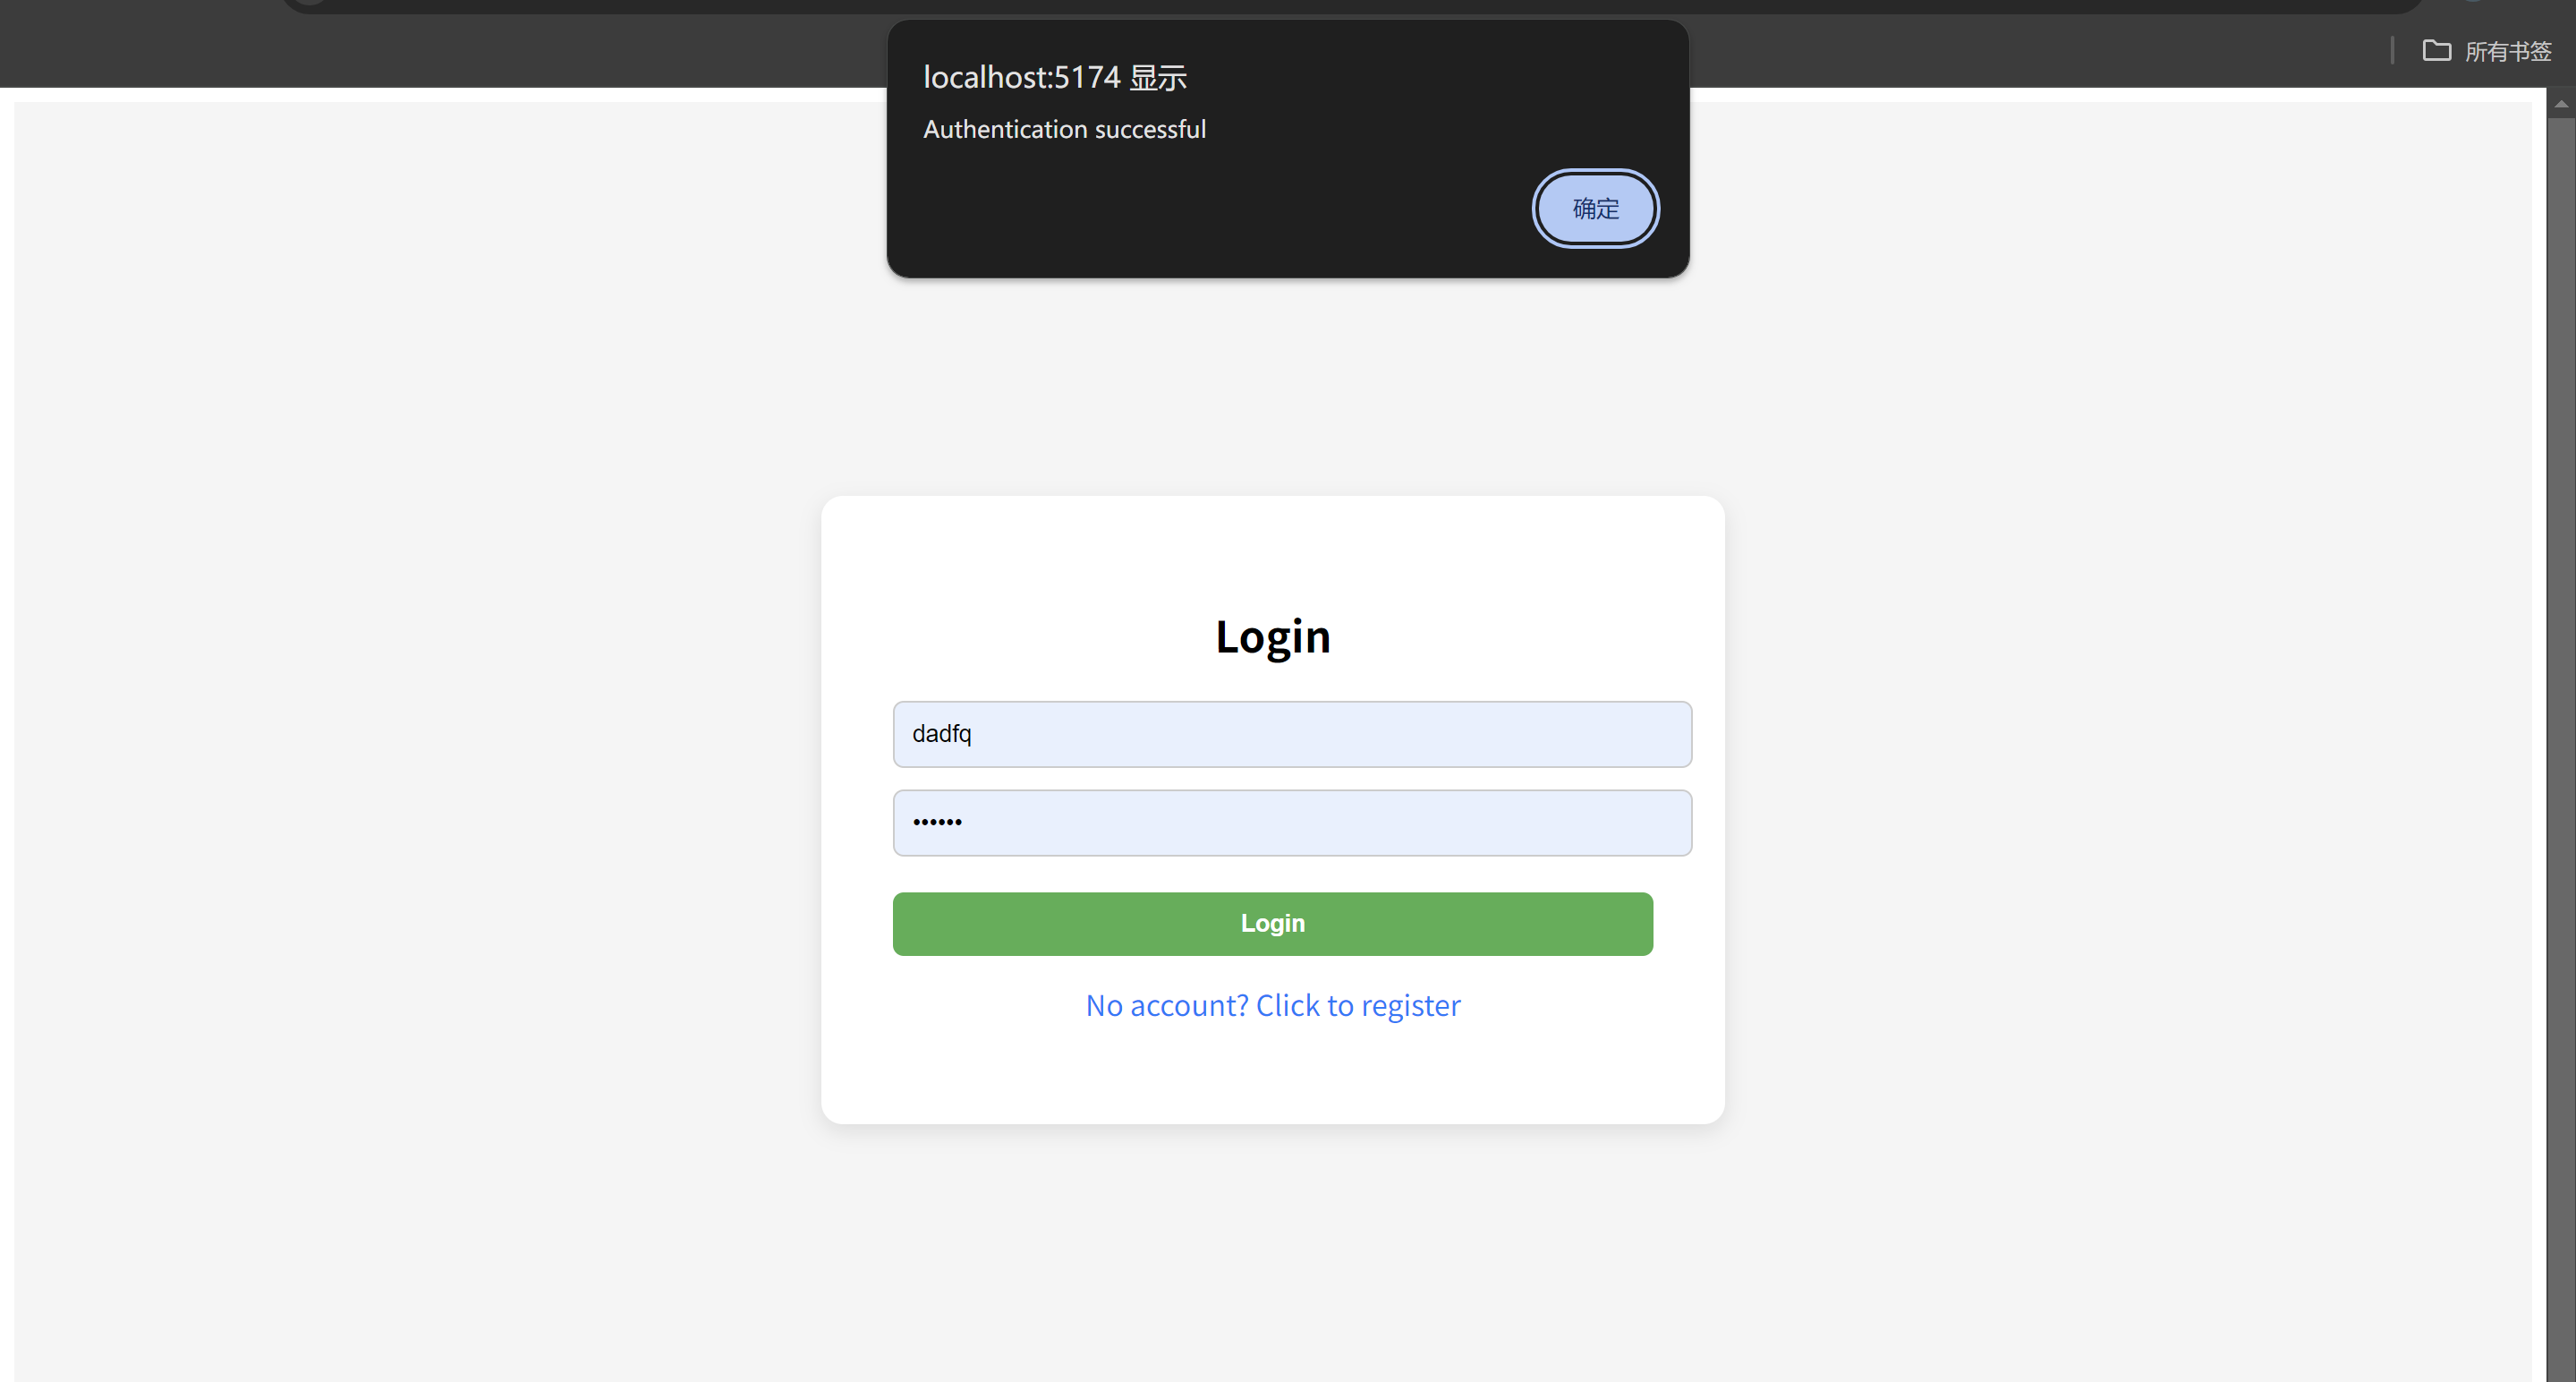 所有书签
localhost:5174 显示
Authentication successful
确定
Login
dadfq
••••••
Login
No account? Click to register